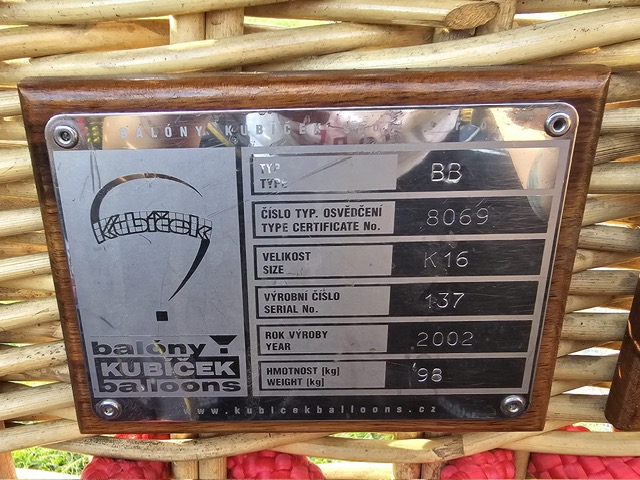 BALÓNY KUBÍČEK spol. s r.o.
TYP
TYPE
BB
ČÍSLO TYP. OSVĚDČENÍ
TYPE CERTIFICATE No.
8069
VELIKOST
SIZE
K16
VÝROBNÍ ČÍSLO
SERIAL No.
137
ROK VÝROBY
YEAR
2002
HMOTNOST [kg]
WEIGHT [kg]
98
Kubíček
balóny
KUBÍČEK
balloons
www.kubicekballoons.cz